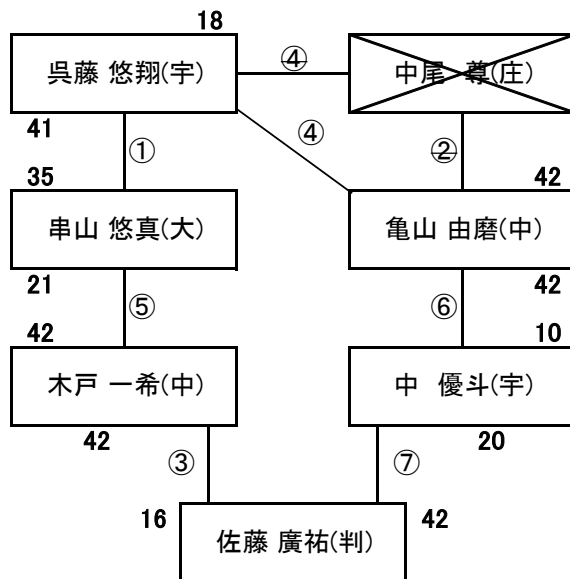 18
呉藤 悠翔(宇) ④ 中尾 尊(庄)
41 ① ④ ②
35 42
串山 悠真(大) 亀山 由磨(中)
21 ⑤ ⑥ 42
42 10
木戸 一希(中) 中 優斗(宇)
42 ③ ⑦ 20
16 佐藤 廣祐(判) 42